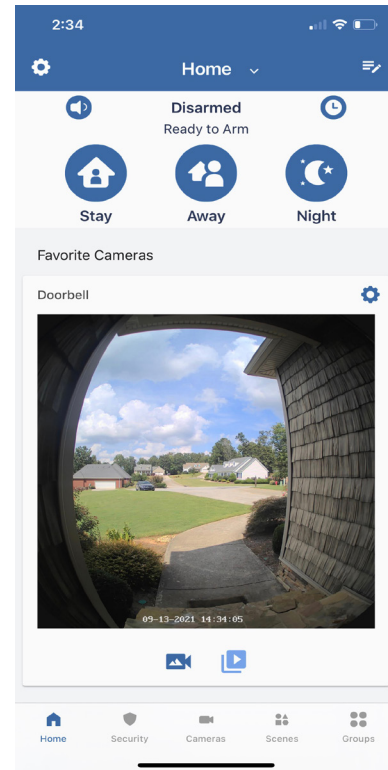 2:34
Home
Disarmed
Ready to Arm
Stay Away Night
Favorite Cameras
Doorbell
09-13-2021 14:34:05
Home Security Cameras Scenes Groups